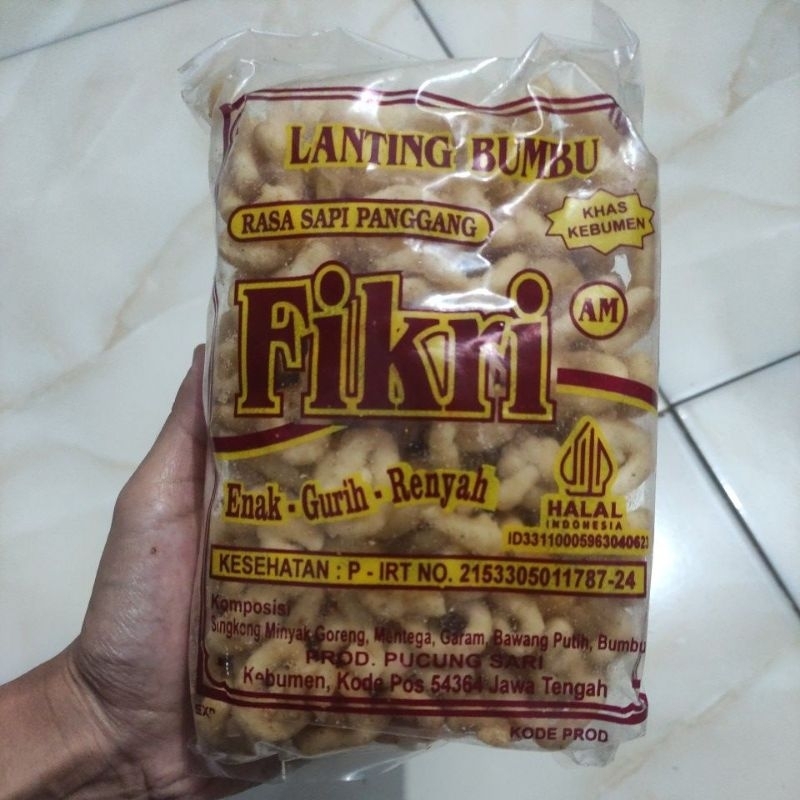 LANTING BUMBU
RASA SAPI PANGGANG
KHAS
KEBUMEN
Fikri
AM
Enak - Gurih - Renyah
HALAL
INDONESIA
ID33110005963040623
KESEHATAN : P - IRT NO. 2153305011787-24
Komposisi
Singkong Minyak Goreng, Mentega, Garam, Bawang Putih, Bumbu
PROD. PUCUNG SARI
Kebumen, Kode Pos 54364 Jawa Tengah
EXP
KODE PROD